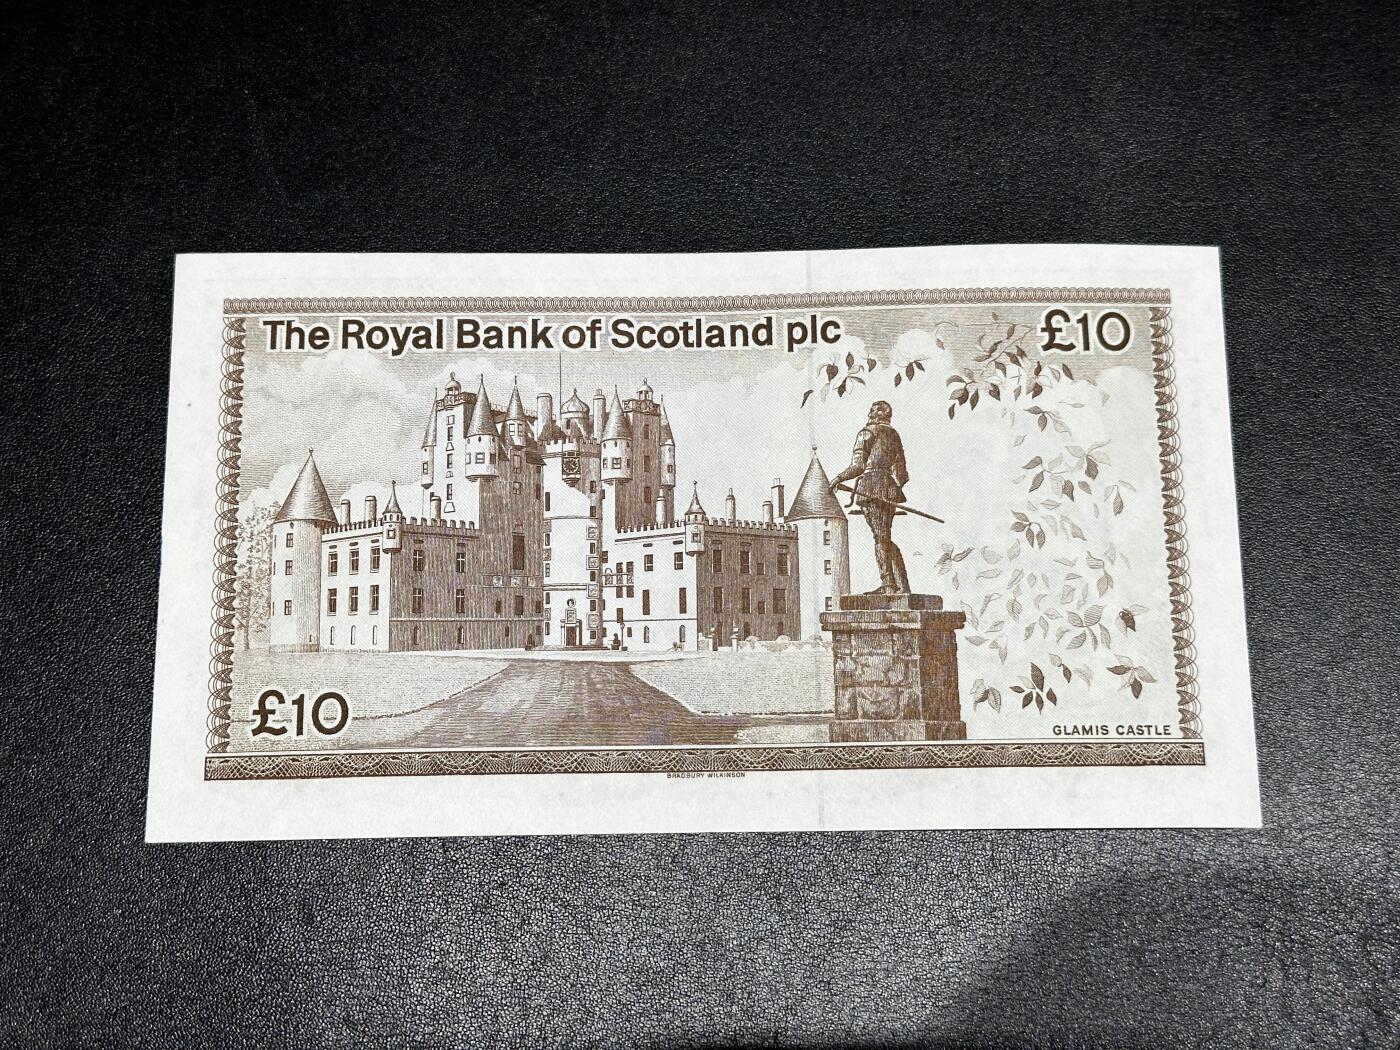 The Royal Bank of Scotland plc
£10
£10
GLAMIS CASTLE
BRADBURY WILKINSON